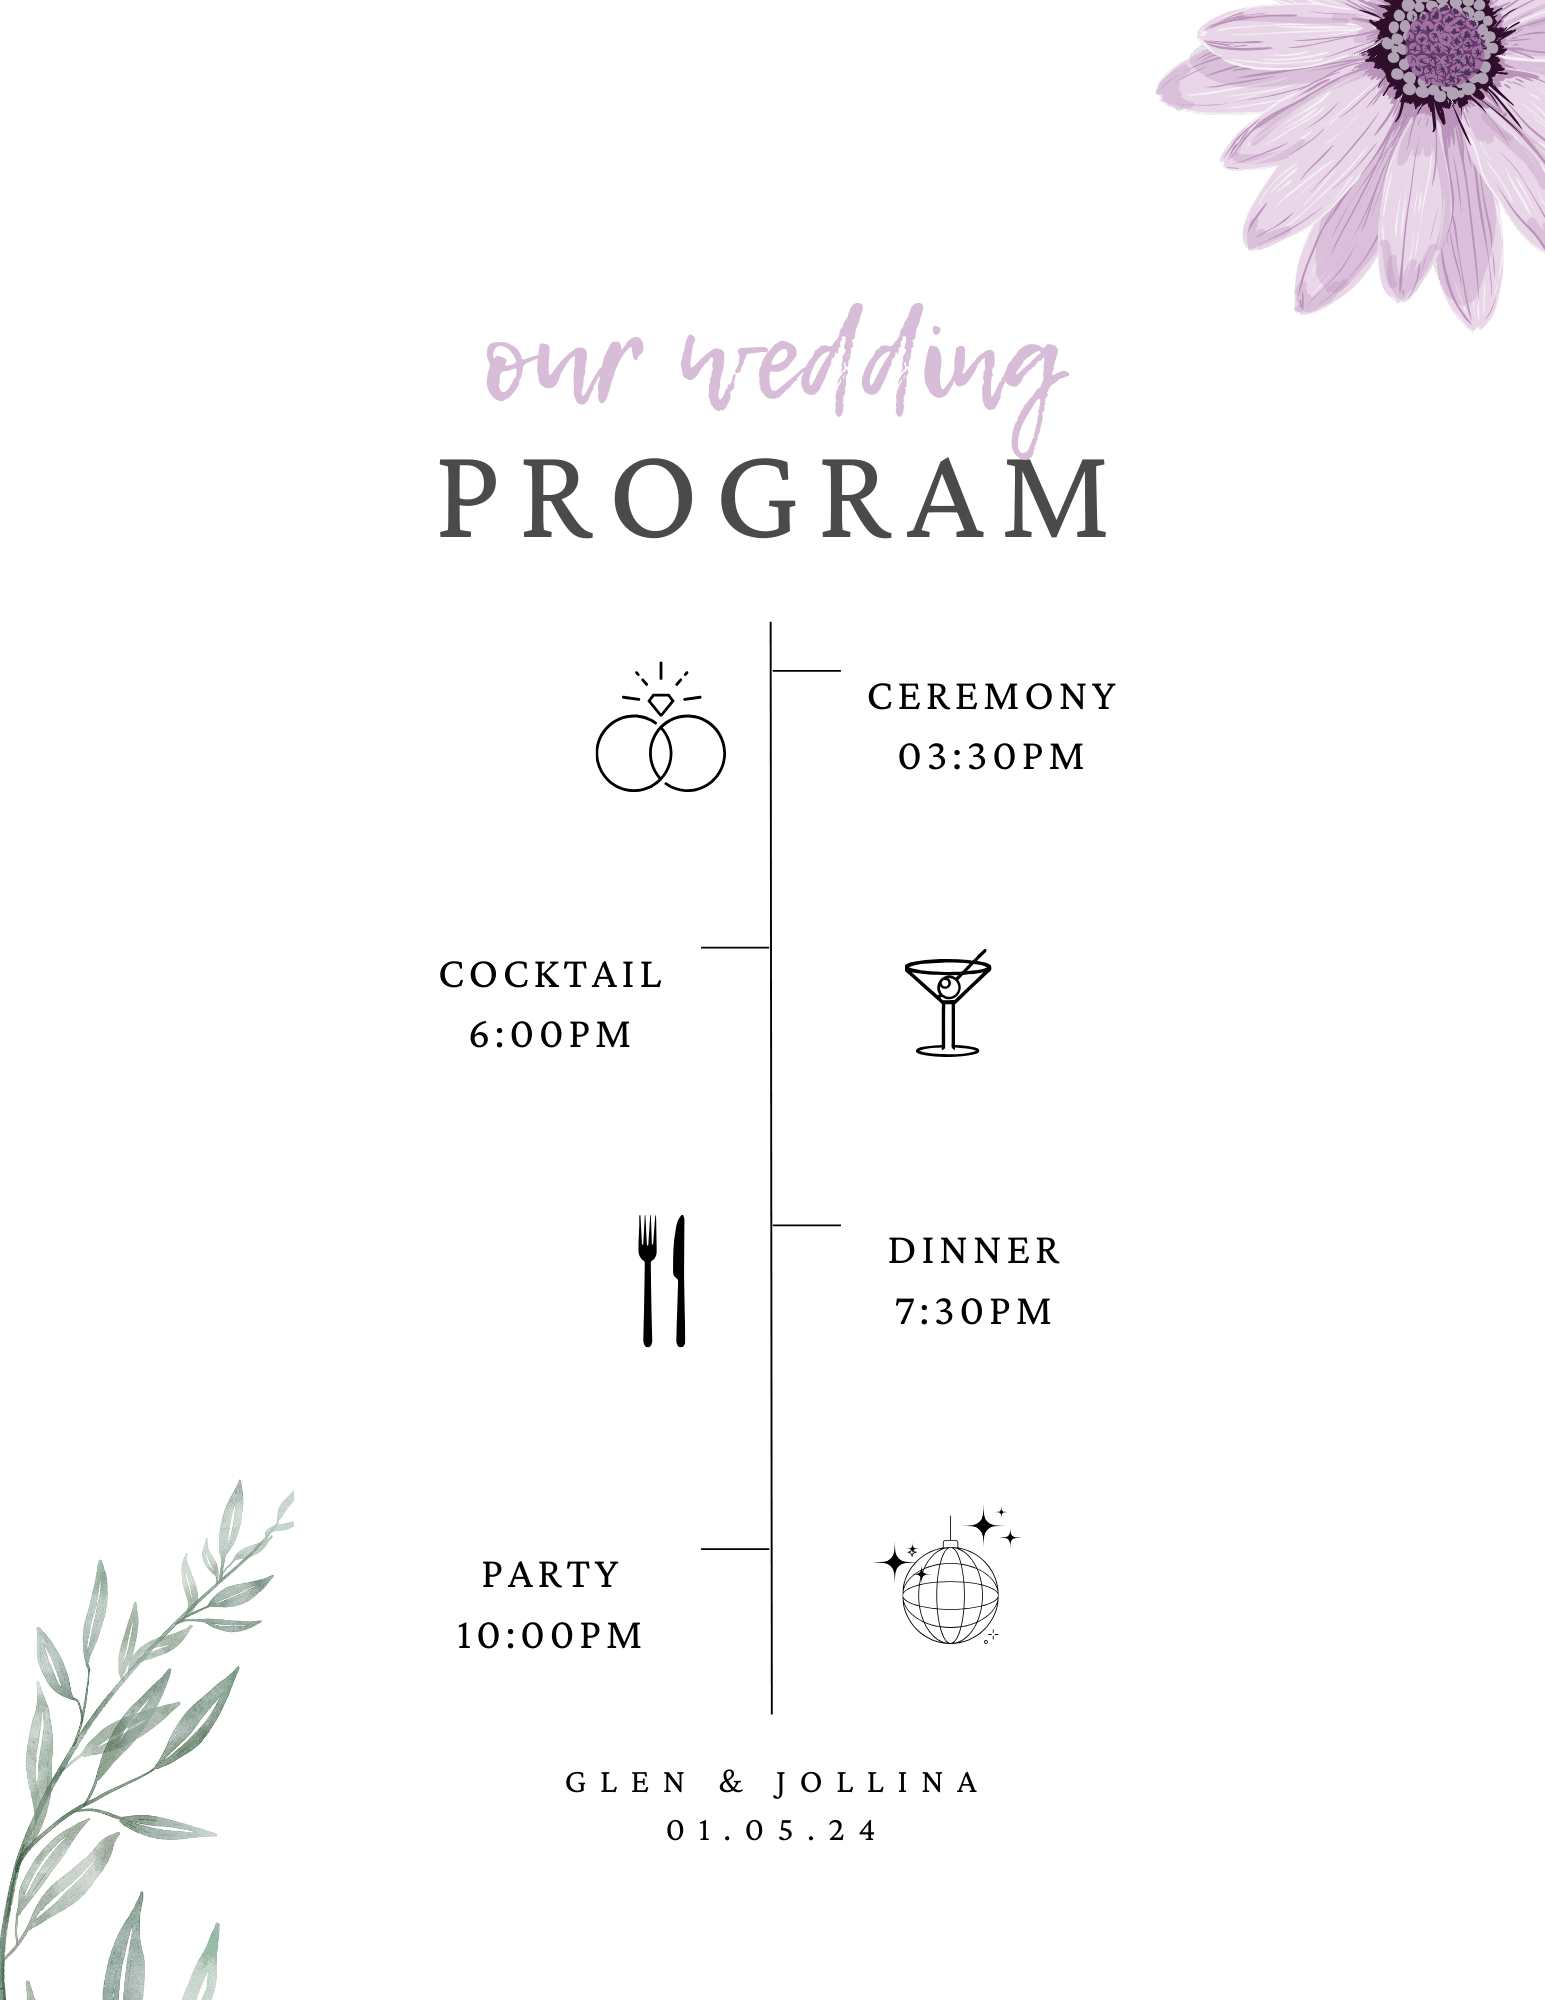 our wedding
PROGRAM
CEREMONY
03:30PM
COCKTAIL
6:00PM
DINNER
7:30PM
PARTY
10:00PM
GLEN & JOLLINA
01.05.24